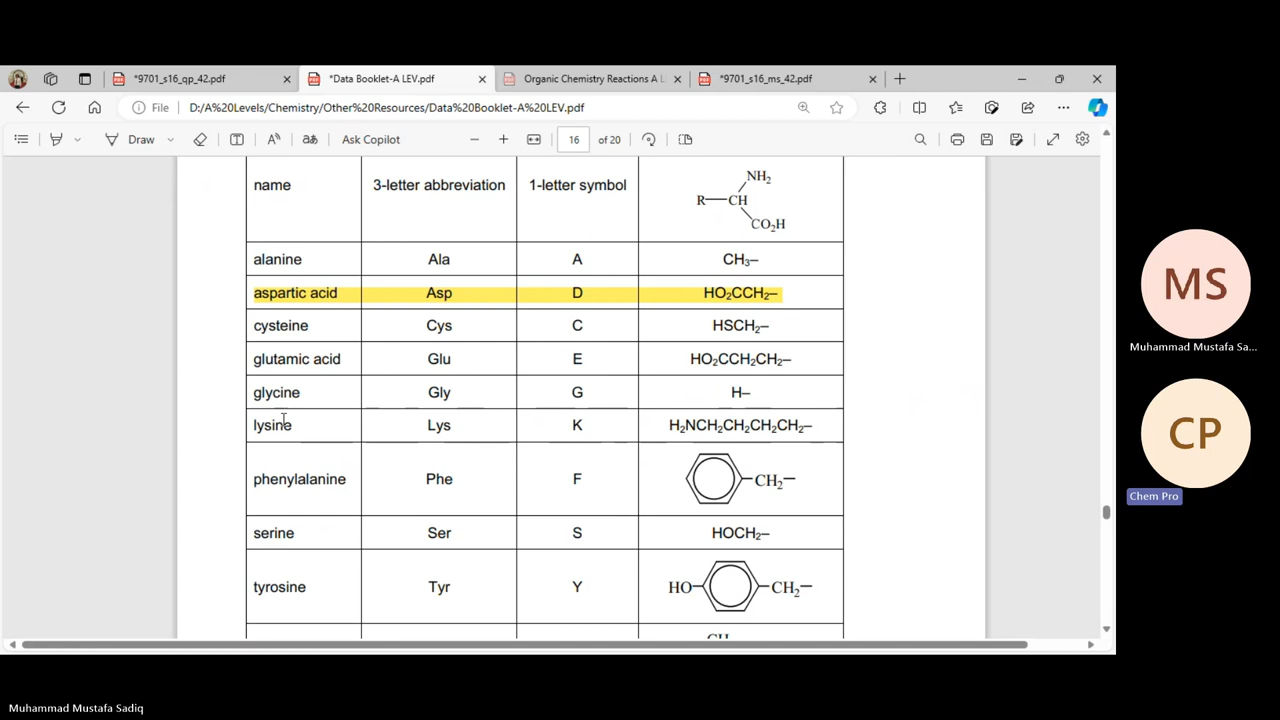 *9701_s16_qp_42.pdf
*Data Booklet-A LEV.pdf
Organic Chemistry Reactions A L
*9701_s16_ms_42.pdf
File
D:/A%20Levels/Chemistry/Other%20Resources/Data%20Booklet-A%20LEV.pdf
Draw
Ask Copilot
16 of 20
name 3-letter abbreviation 1-letter symbol
NH₂
R—CH
CO₂H
alanine Ala A CH₃–
aspartic acid Asp D HO₂CCH₂–
cysteine Cys C HSCH₂–
glutamic acid Glu E HO₂CCH₂CH₂–
glycine Gly G H–
lysine Lys K H₂NCH₂CH₂CH₂CH₂–
phenylalanine Phe F CH₂–
serine Ser S HOCH₂–
tyrosine Tyr Y HO CH₂–
MS
Muhammad Mustafa Sa...
CP
Chem Pro
Muhammad Mustafa Sadiq